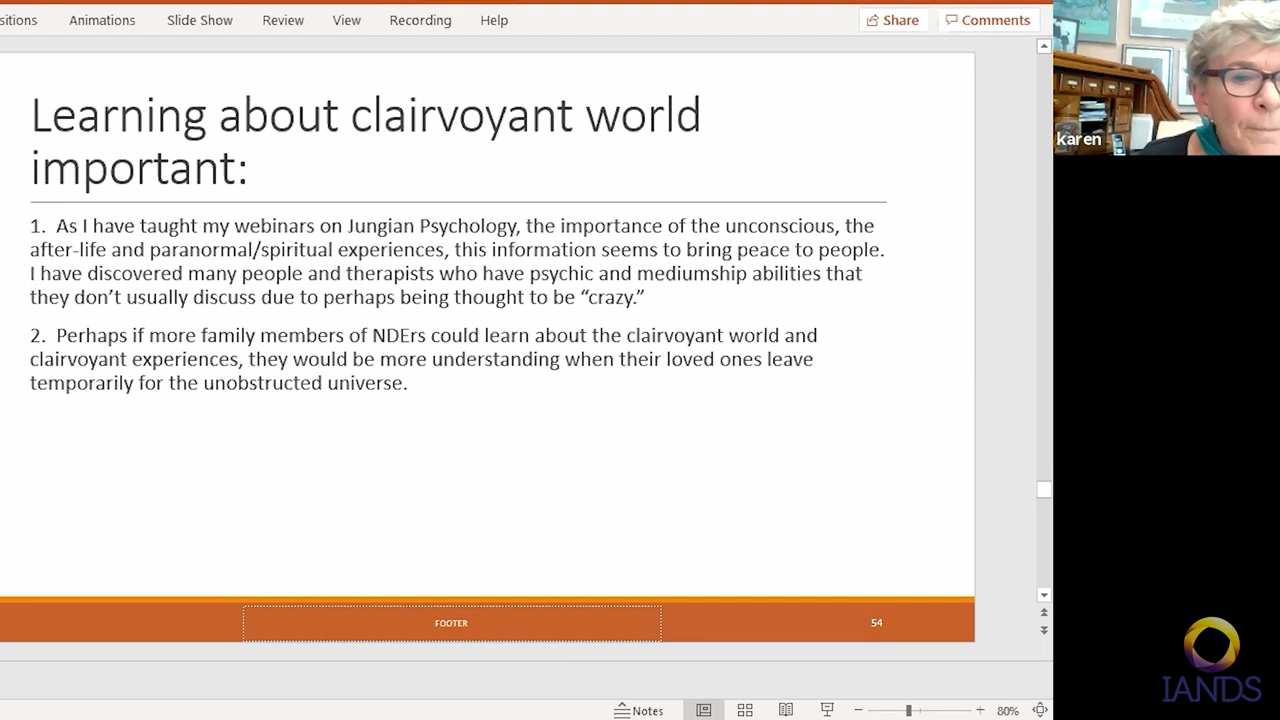 sitions Animations Slide Show Review View Recording Help Share Comments
Learning about clairvoyant world
important:
karen
1. As I have taught my webinars on Jungian Psychology, the importance of the unconscious, the
after-life and paranormal/spiritual experiences, this information seems to bring peace to people.
I have discovered many people and therapists who have psychic and mediumship abilities that
they don’t usually discuss due to perhaps being thought to be “crazy.”
2. Perhaps if more family members of NDErs could learn about the clairvoyant world and
clairvoyant experiences, they would be more understanding when their loved ones leave
temporarily for the unobstructed universe.
FOOTER 54
IANDS
Notes 80%